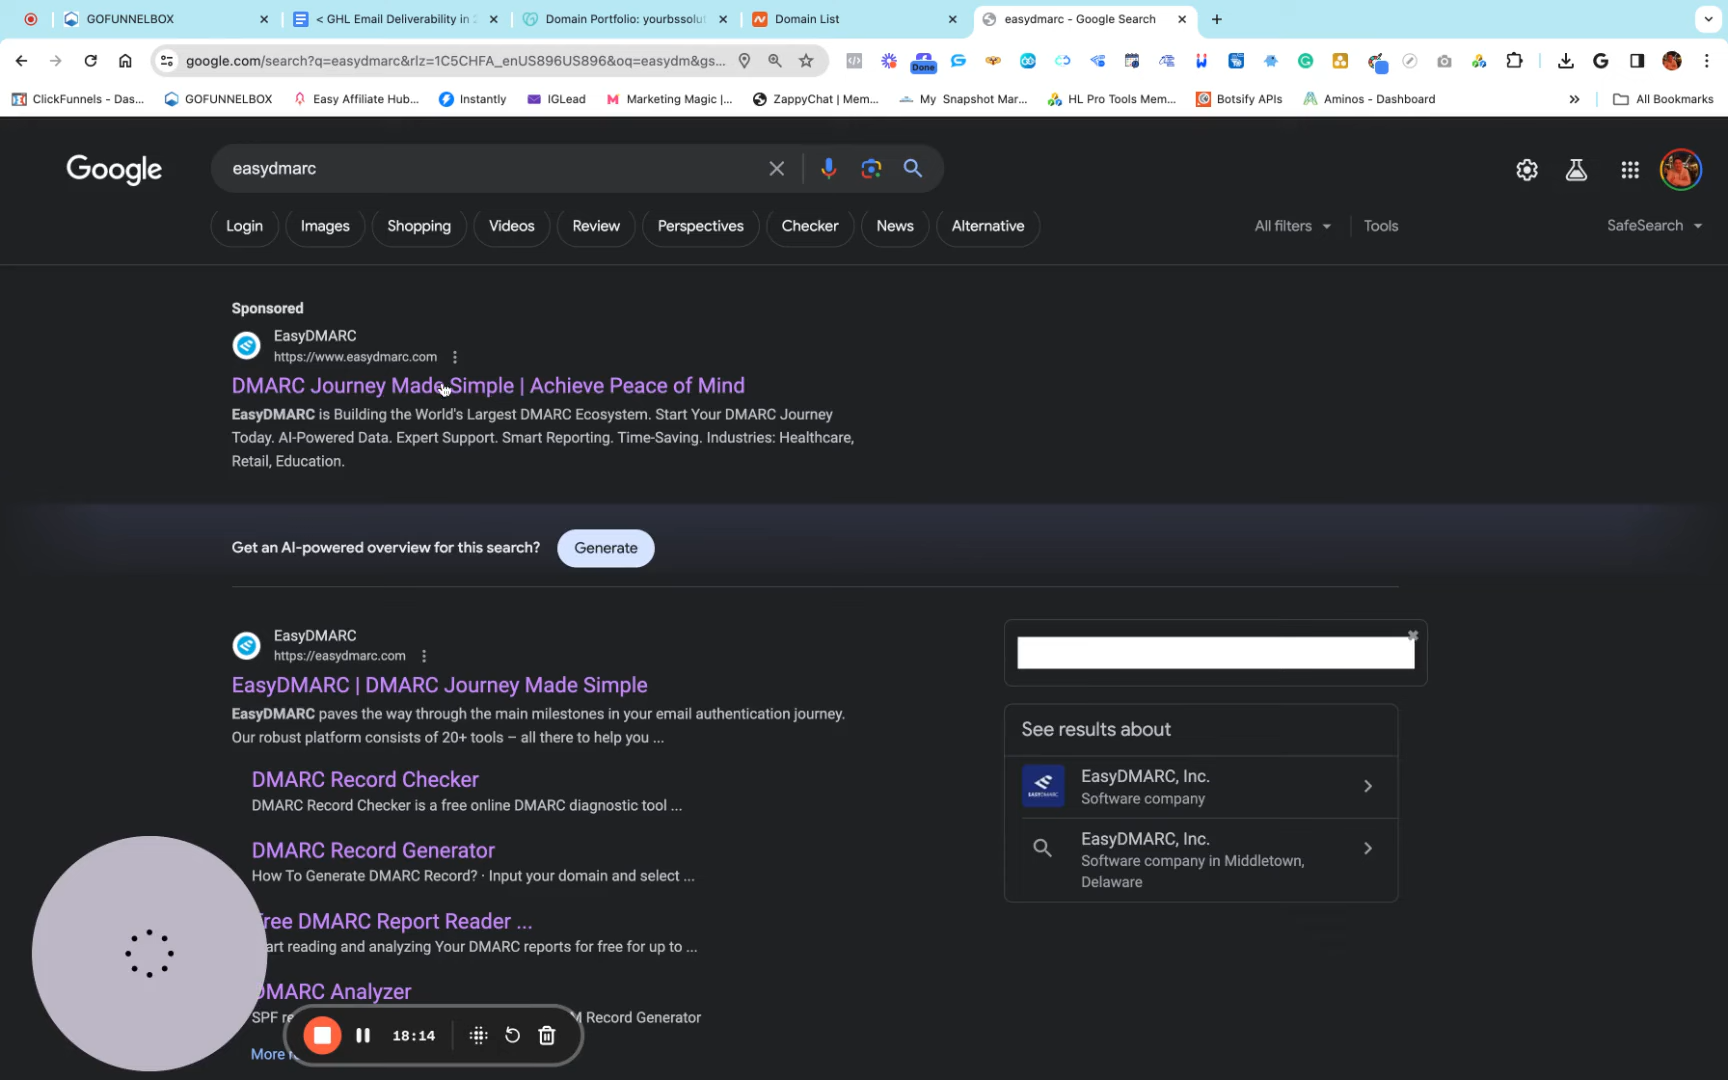 GOFUNNELBOX
< GHL Email Deliverability in 2
Domain Portfolio: yourbssolut
Domain List
easydmarc - Google Search
google.com/search?q=easydmarc&rlz=1C5CHFA_enUS896US896&oq=easydm&gs...
Done
ClickFunnels - Das...
GOFUNNELBOX
Easy Affiliate Hub...
Instantly
IGLead
Marketing Magic |...
ZappyChat | Mem...
My Snapshot Mar...
HL Pro Tools Mem...
Botsify APIs
Aminos - Dashboard
All Bookmarks
Google
easydmarc
Login
Images
Shopping
Videos
Review
Perspectives
Checker
News
Alternative
All filters
Tools
SafeSearch
Sponsored
EasyDMARC
https://www.easydmarc.com
DMARC Journey Made Simple | Achieve Peace of Mind
EasyDMARC is Building the World's Largest DMARC Ecosystem. Start Your DMARC Journey
Today. AI-Powered Data. Expert Support. Smart Reporting. Time-Saving. Industries: Healthcare,
Retail, Education.
Get an AI-powered overview for this search?
Generate
EasyDMARC
https://easydmarc.com
EasyDMARC | DMARC Journey Made Simple
EasyDMARC paves the way through the main milestones in your email authentication journey.
Our robust platform consists of 20+ tools – all there to help you ...
DMARC Record Checker
DMARC Record Checker is a free online DMARC diagnostic tool ...
DMARC Record Generator
How To Generate DMARC Record? · Input your domain and select ...
ree DMARC Report Reader ...
art reading and analyzing Your DMARC reports for free for up to ...
DMARC Analyzer
SPF re
M Record Generator
More r
18:14
See results about
EasyDMARC, Inc.
Software company
EasyDMARC, Inc.
Software company in Middletown,
Delaware